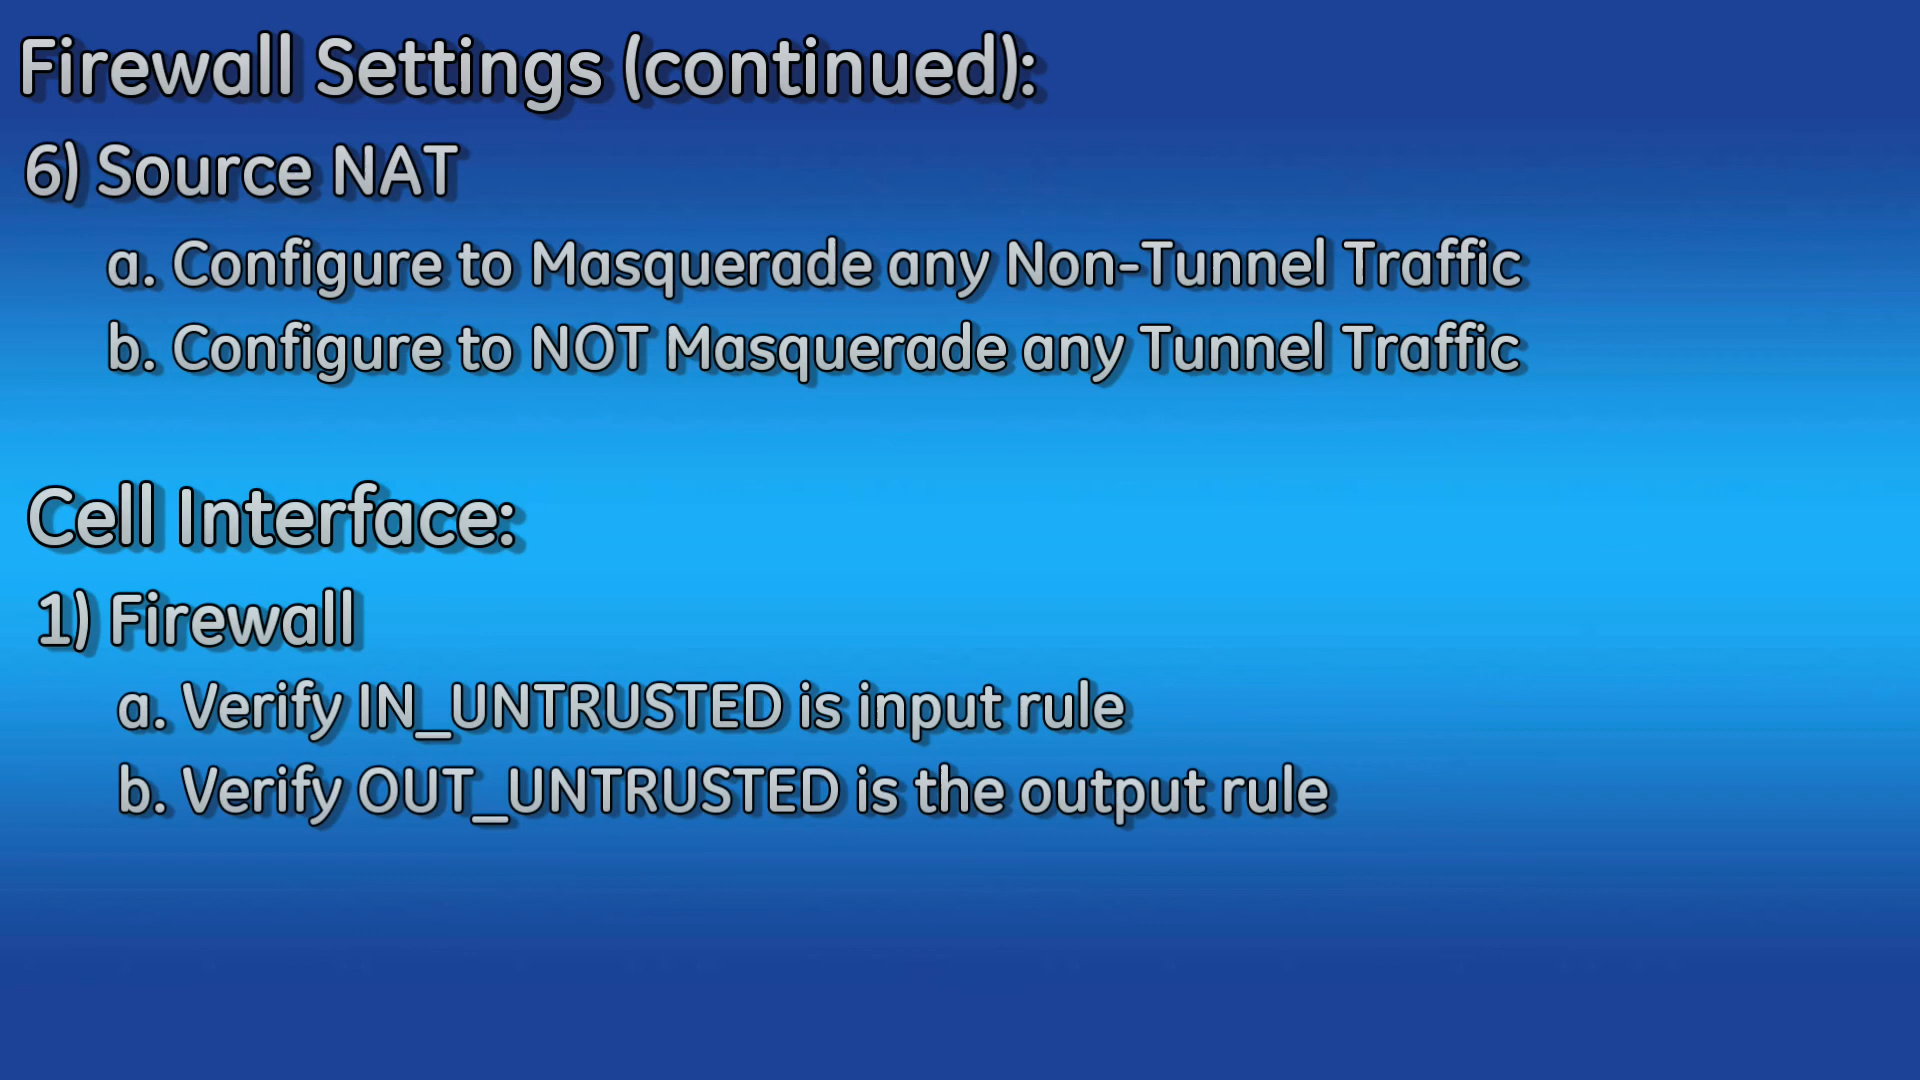 Firewall Settings (continued):
6) Source NAT
a. Configure to Masquerade any Non-Tunnel Traffic
b. Configure to NOT Masquerade any Tunnel Traffic
Cell Interface:
1) Firewall
a. Verify IN_UNTRUSTED is input rule
b. Verify OUT_UNTRUSTED is the output rule